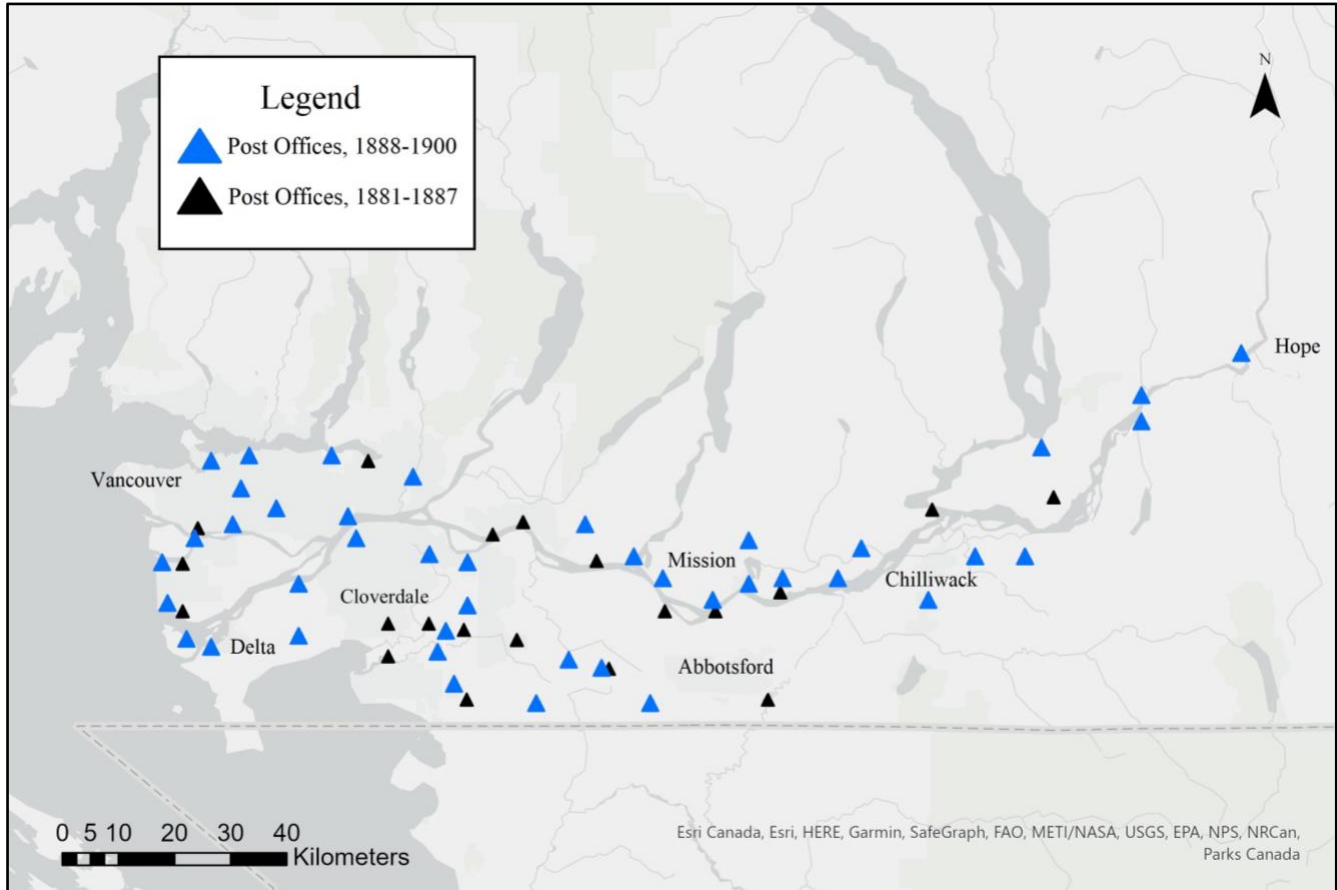 Legend
Post Offices, 1888-1900
Post Offices, 1881-1887
N
Hope
Vancouver
Mission
Chilliwack
Cloverdale
Delta
Abbotsford
0 5 10 20 30 40
Kilometers
Esri Canada, Esri, HERE, Garmin, SafeGraph, FAO, METI/NASA, USGS, EPA, NPS, NRCan,
Parks Canada